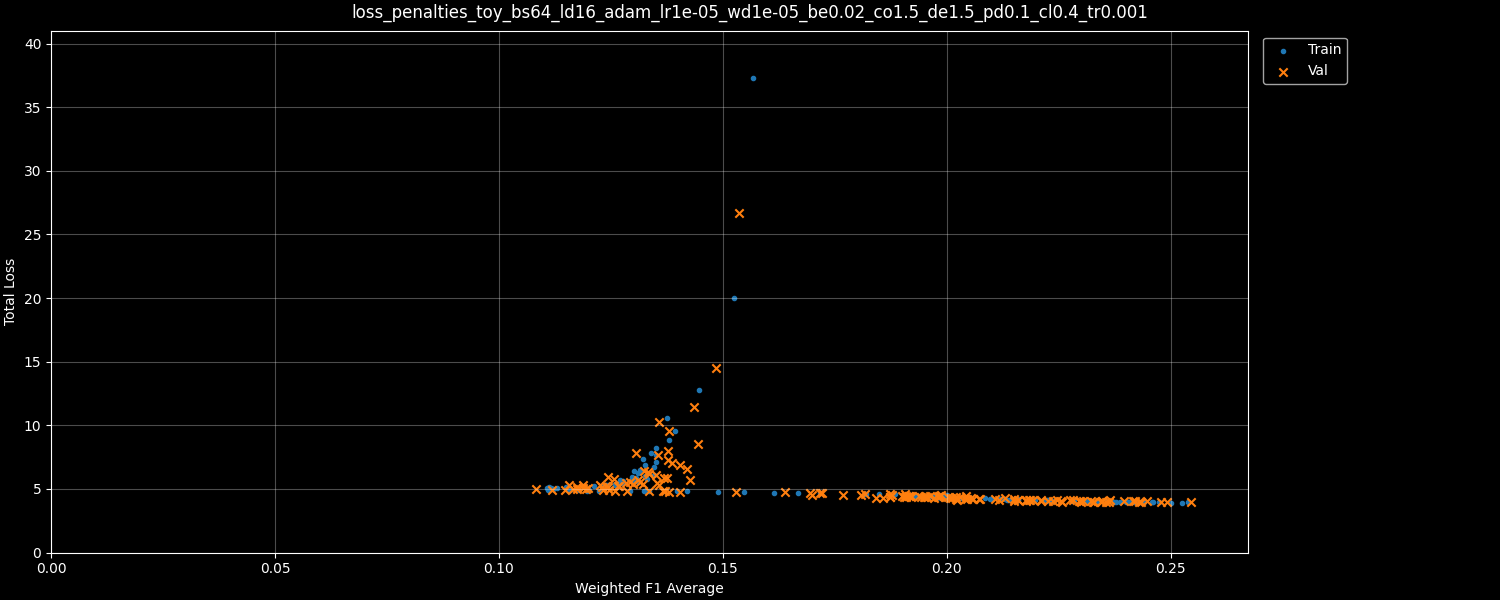 loss_penalties_toy_bs64_ld16_adam_lr1e-05_wd1e-05_be0.02_co1.5_de1.5_pd0.1_cl0.4_tr0.001
Train
Val
40
35
30
25
20
15
10
5
0
Total Loss
0.00 0.05 0.10 0.15 0.20 0.25
Weighted F1 Average